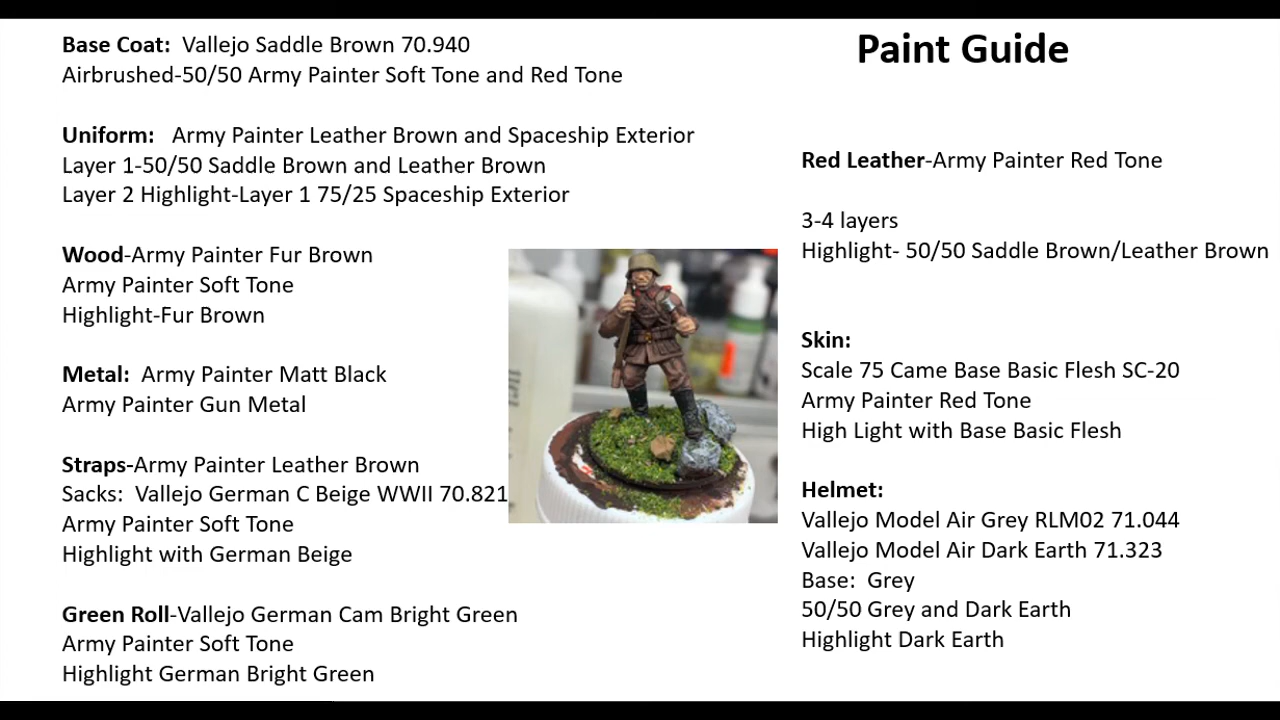 Base Coat: Vallejo Saddle Brown 70.940
Airbrushed-50/50 Army Painter Soft Tone and Red Tone
Uniform: Army Painter Leather Brown and Spaceship Exterior
Layer 1-50/50 Saddle Brown and Leather Brown
Layer 2 Highlight-Layer 1 75/25 Spaceship Exterior
Wood-Army Painter Fur Brown
Army Painter Soft Tone
Highlight-Fur Brown
Metal: Army Painter Matt Black
Army Painter Gun Metal
Straps-Army Painter Leather Brown
Sacks: Vallejo German C Beige WWII 70.821
Army Painter Soft Tone
Highlight with German Beige
Green Roll-Vallejo German Cam Bright Green
Army Painter Soft Tone
Highlight German Bright Green
Paint Guide
Red Leather-Army Painter Red Tone
3-4 layers
Highlight- 50/50 Saddle Brown/Leather Brown
Skin:
Scale 75 Came Base Basic Flesh SC-20
Army Painter Red Tone
High Light with Base Basic Flesh
Helmet:
Vallejo Model Air Grey RLM02 71.044
Vallejo Model Air Dark Earth 71.323
Base: Grey
50/50 Grey and Dark Earth
Highlight Dark Earth